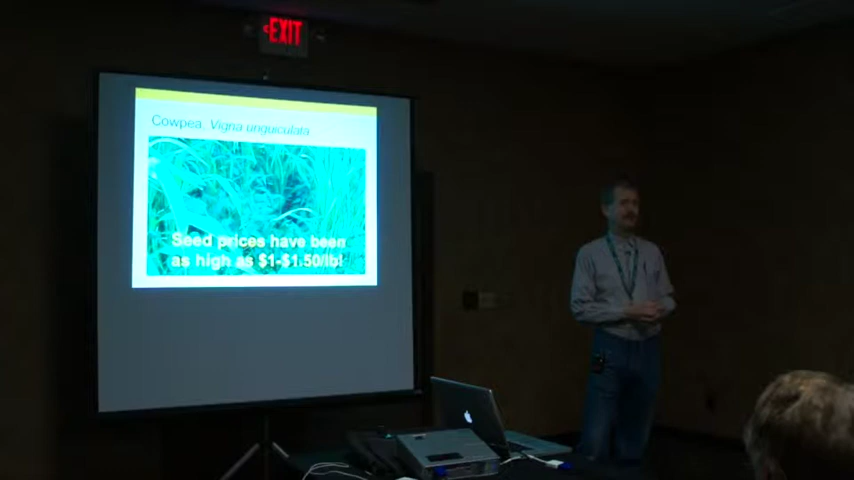 EXIT
Cowpea: Vigna unguiculata
Seed prices have been
as high as $1-$1.50/lb!